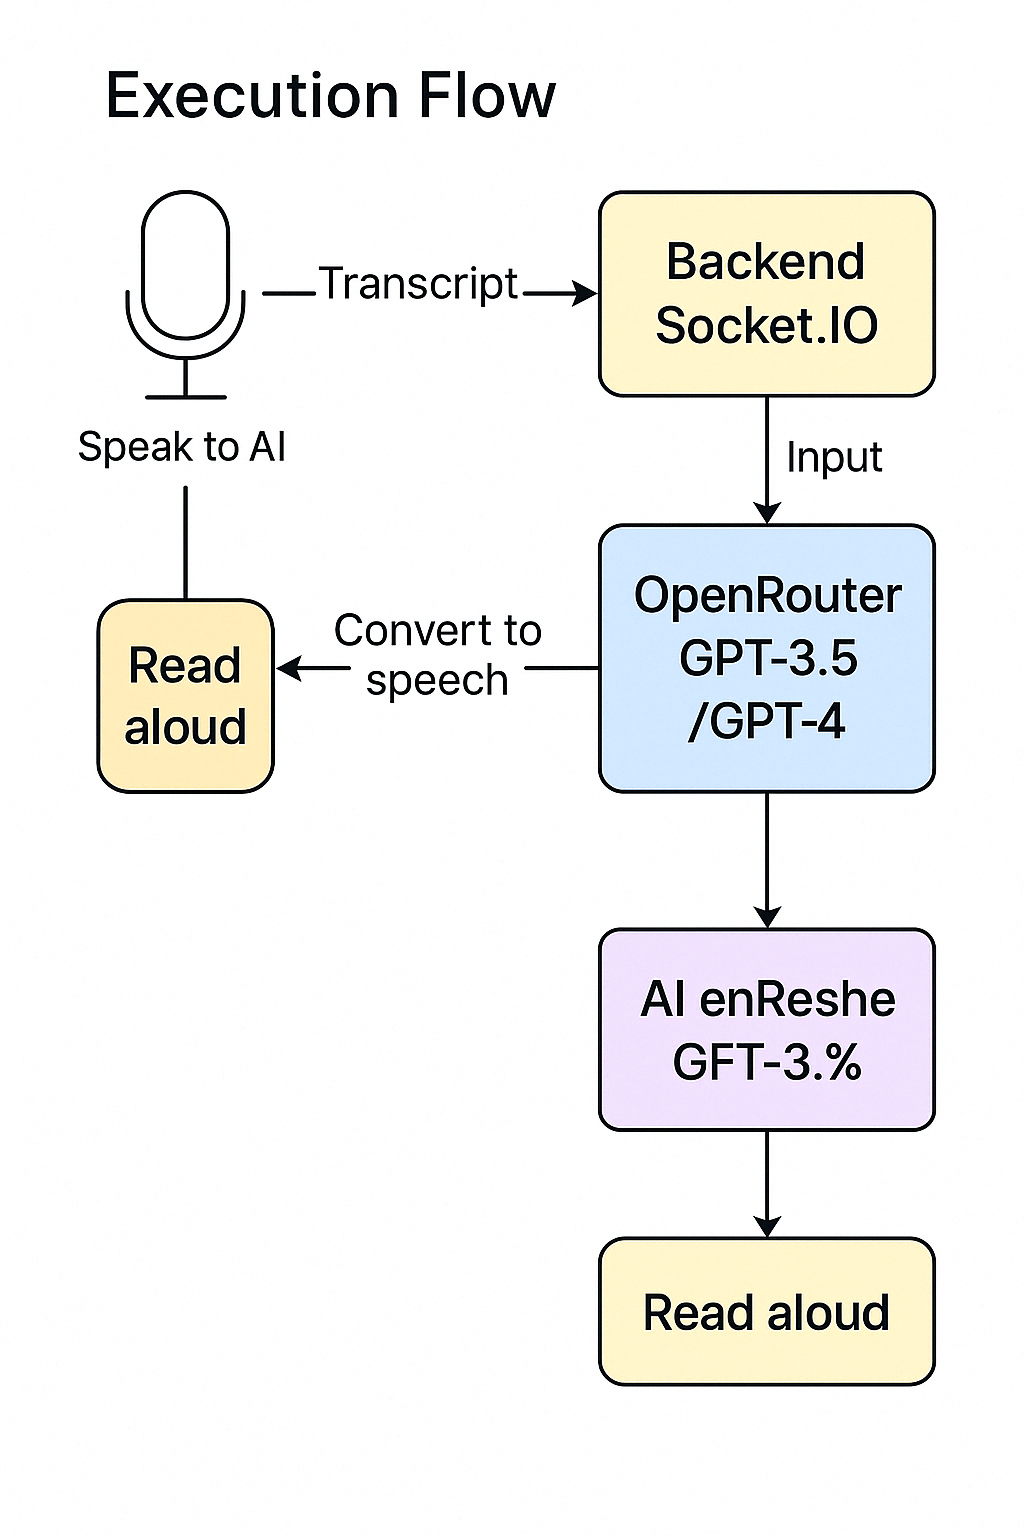 Execution Flow
Transcript
Backend
Socket.IO
Speak to AI
Input
OpenRouter
GPT-3.5
/GPT-4
Convert to
speech
Read
aloud
AI enReshe
GFT-3.%
Read aloud